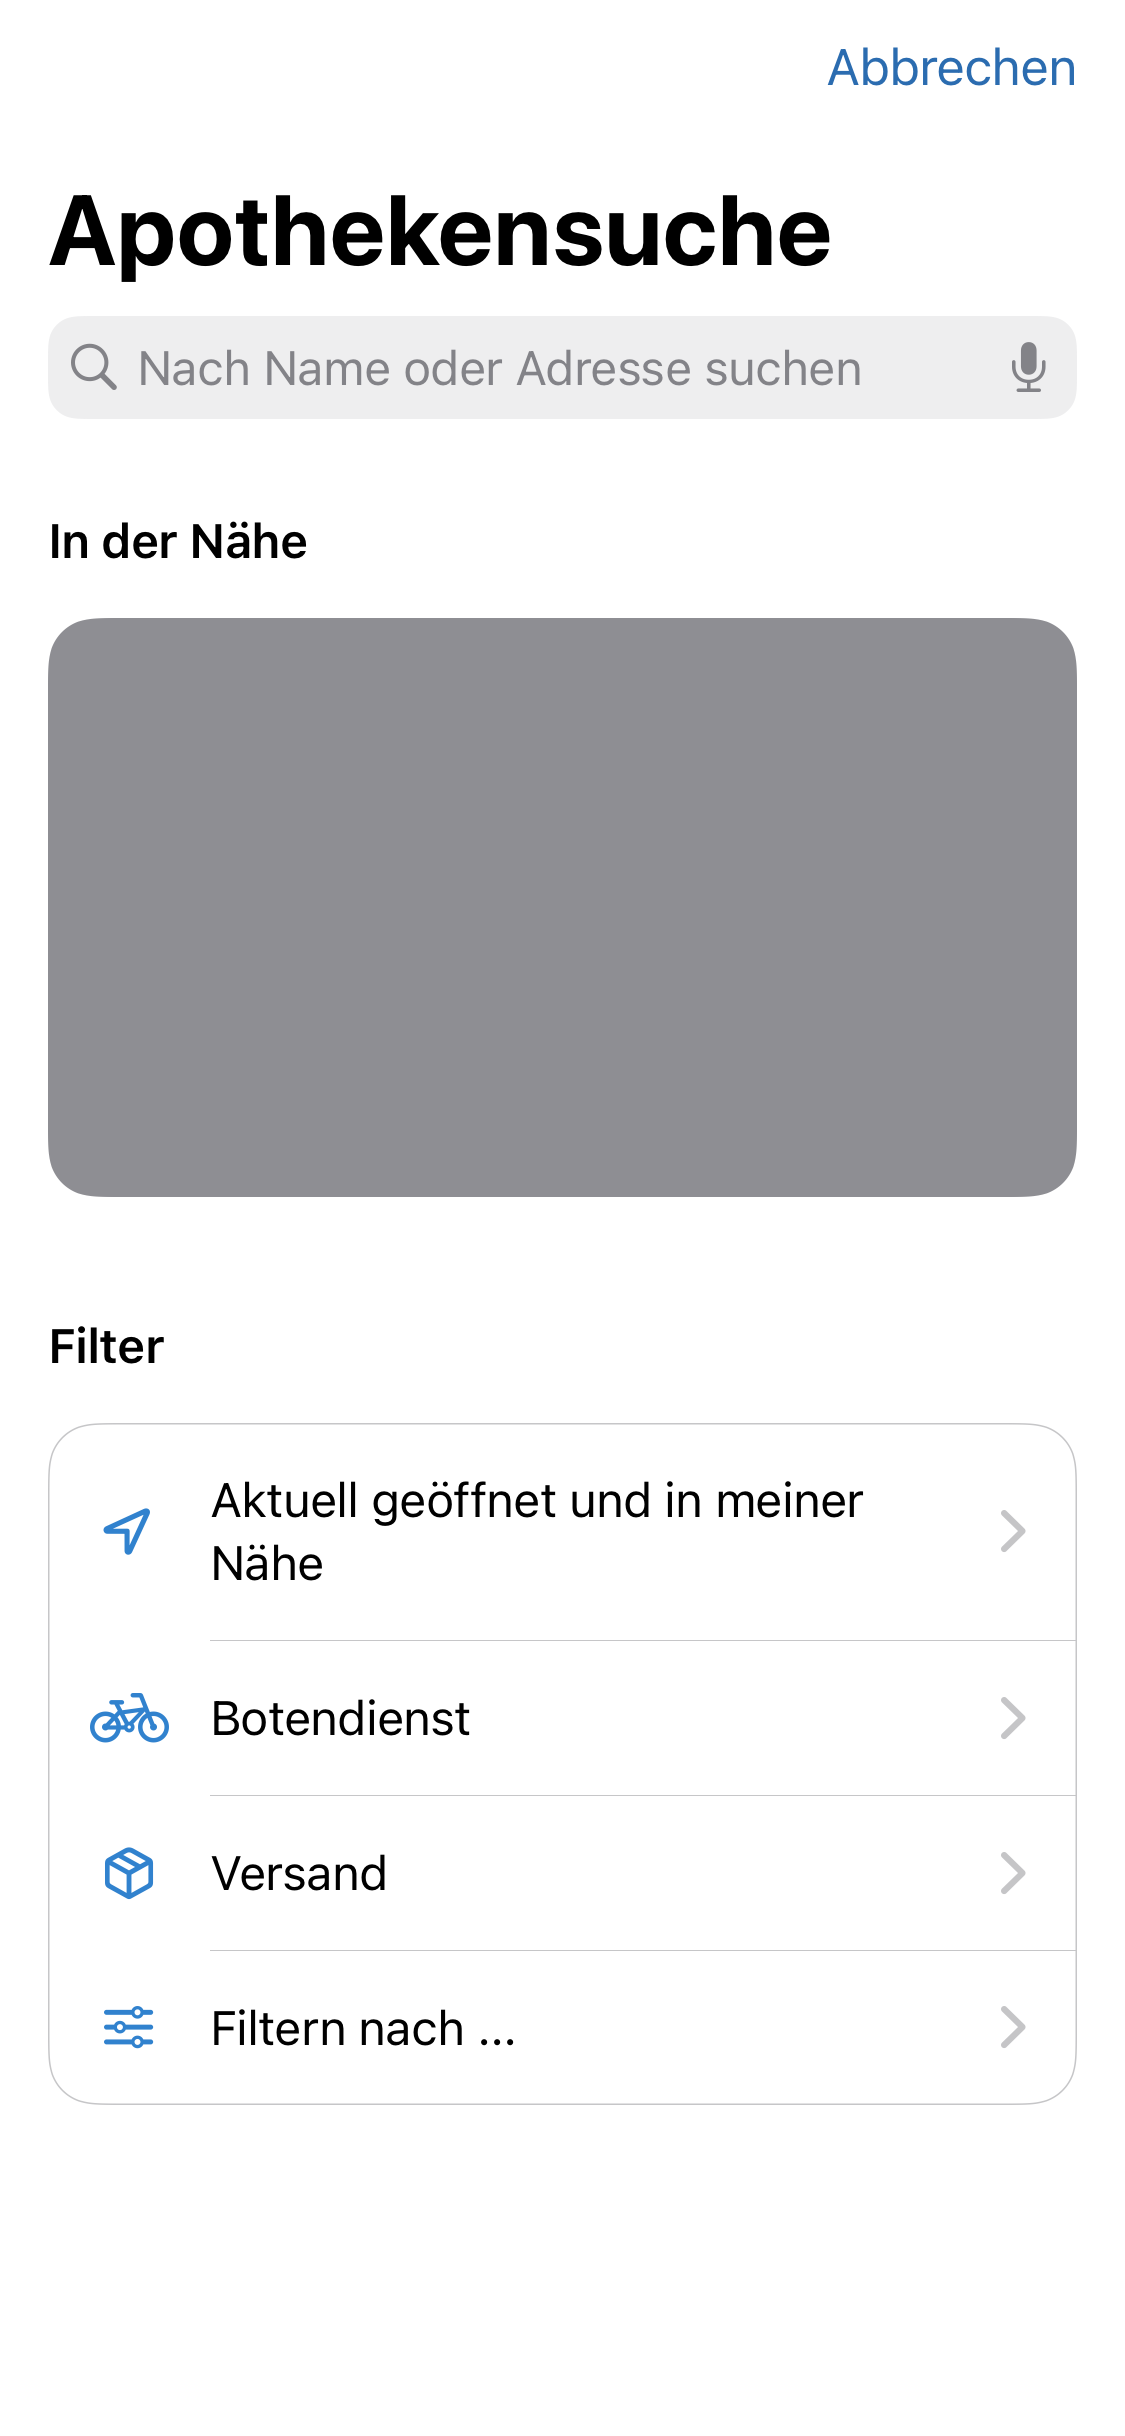 Abbrechen
Apothekensuche
Nach Name oder Adresse suchen
In der Nähe
Filter
Aktuell geöffnet und in meiner
Nähe
Botendienst
Versand
Filtern nach ...